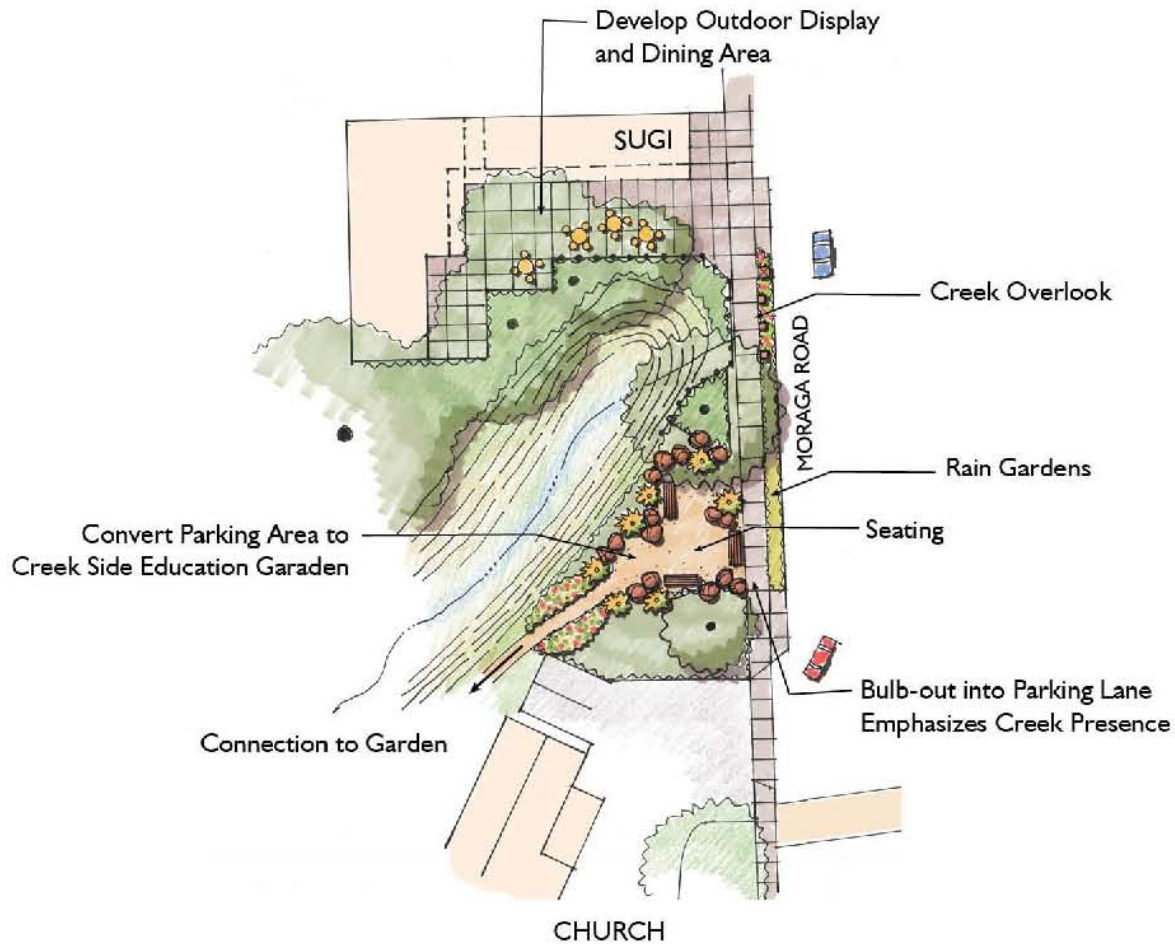 Develop Outdoor Display
and Dining Area
SUGI
Creek Overlook
MORAGA ROAD
Rain Gardens
Seating
Convert Parking Area to
Creek Side Education Garaden
Bulb-out into Parking Lane
Emphasizes Creek Presence
Connection to Garden
CHURCH